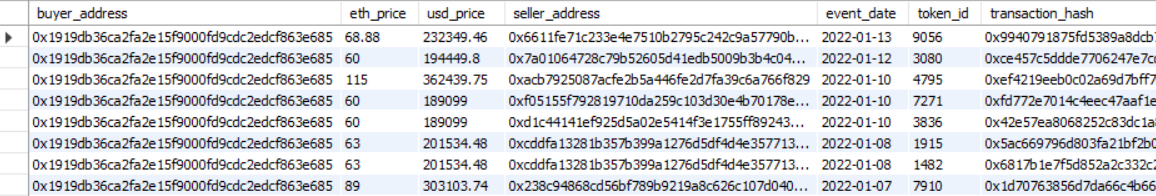 buyer_address eth_price usd_price seller_address event_date token_id transaction_hash
0x1919db36ca2fa2e15f9000fd9cdc2edcf863e685 68.88 232349.46 0x6611fe71c233e4e7510b2795c242c9a57790b... 2022-01-13 9056 0x9940791875fd5389a8dcb
0x1919db36ca2fa2e15f9000fd9cdc2edcf863e685 60 194449.8 0x7a01064728c79b52605d41edb5009b3b4c04... 2022-01-12 3080 0xce457c5ddde7706247e7c
0x1919db36ca2fa2e15f9000fd9cdc2edcf863e685 115 362439.75 0xacb7925087acfe2b5a446fe2d7fa39c6a766f829 2022-01-10 4795 0xef4219eeb0c02a69d7bff7
0x1919db36ca2fa2e15f9000fd9cdc2edcf863e685 60 189099 0xf05155f792819710da259c103d30e4b70178e... 2022-01-10 7271 0xfd772e7014c4eec47aaf1e
0x1919db36ca2fa2e15f9000fd9cdc2edcf863e685 60 189099 0xd1c44141ef925d5a02e5414f3e1755ff89243... 2022-01-10 3836 0x42e57ea8068252c83dc1a
0x1919db36ca2fa2e15f9000fd9cdc2edcf863e685 63 201534.48 0xcddfa13281b357b399a1276d5df4d4e357713... 2022-01-08 1915 0x5ac669796d803fa21bf2b
0x1919db36ca2fa2e15f9000fd9cdc2edcf863e685 63 201534.48 0xcddfa13281b357b399a1276d5df4d4e357713... 2022-01-08 1482 0x6817b1e7f5d852a2c332c
0x1919db36ca2fa2e15f9000fd9cdc2edcf863e685 89 303103.74 0x238c94868cd56bf789b9219a8c626c107d040... 2022-01-07 7910 0x1d70763856d7da66c4b66